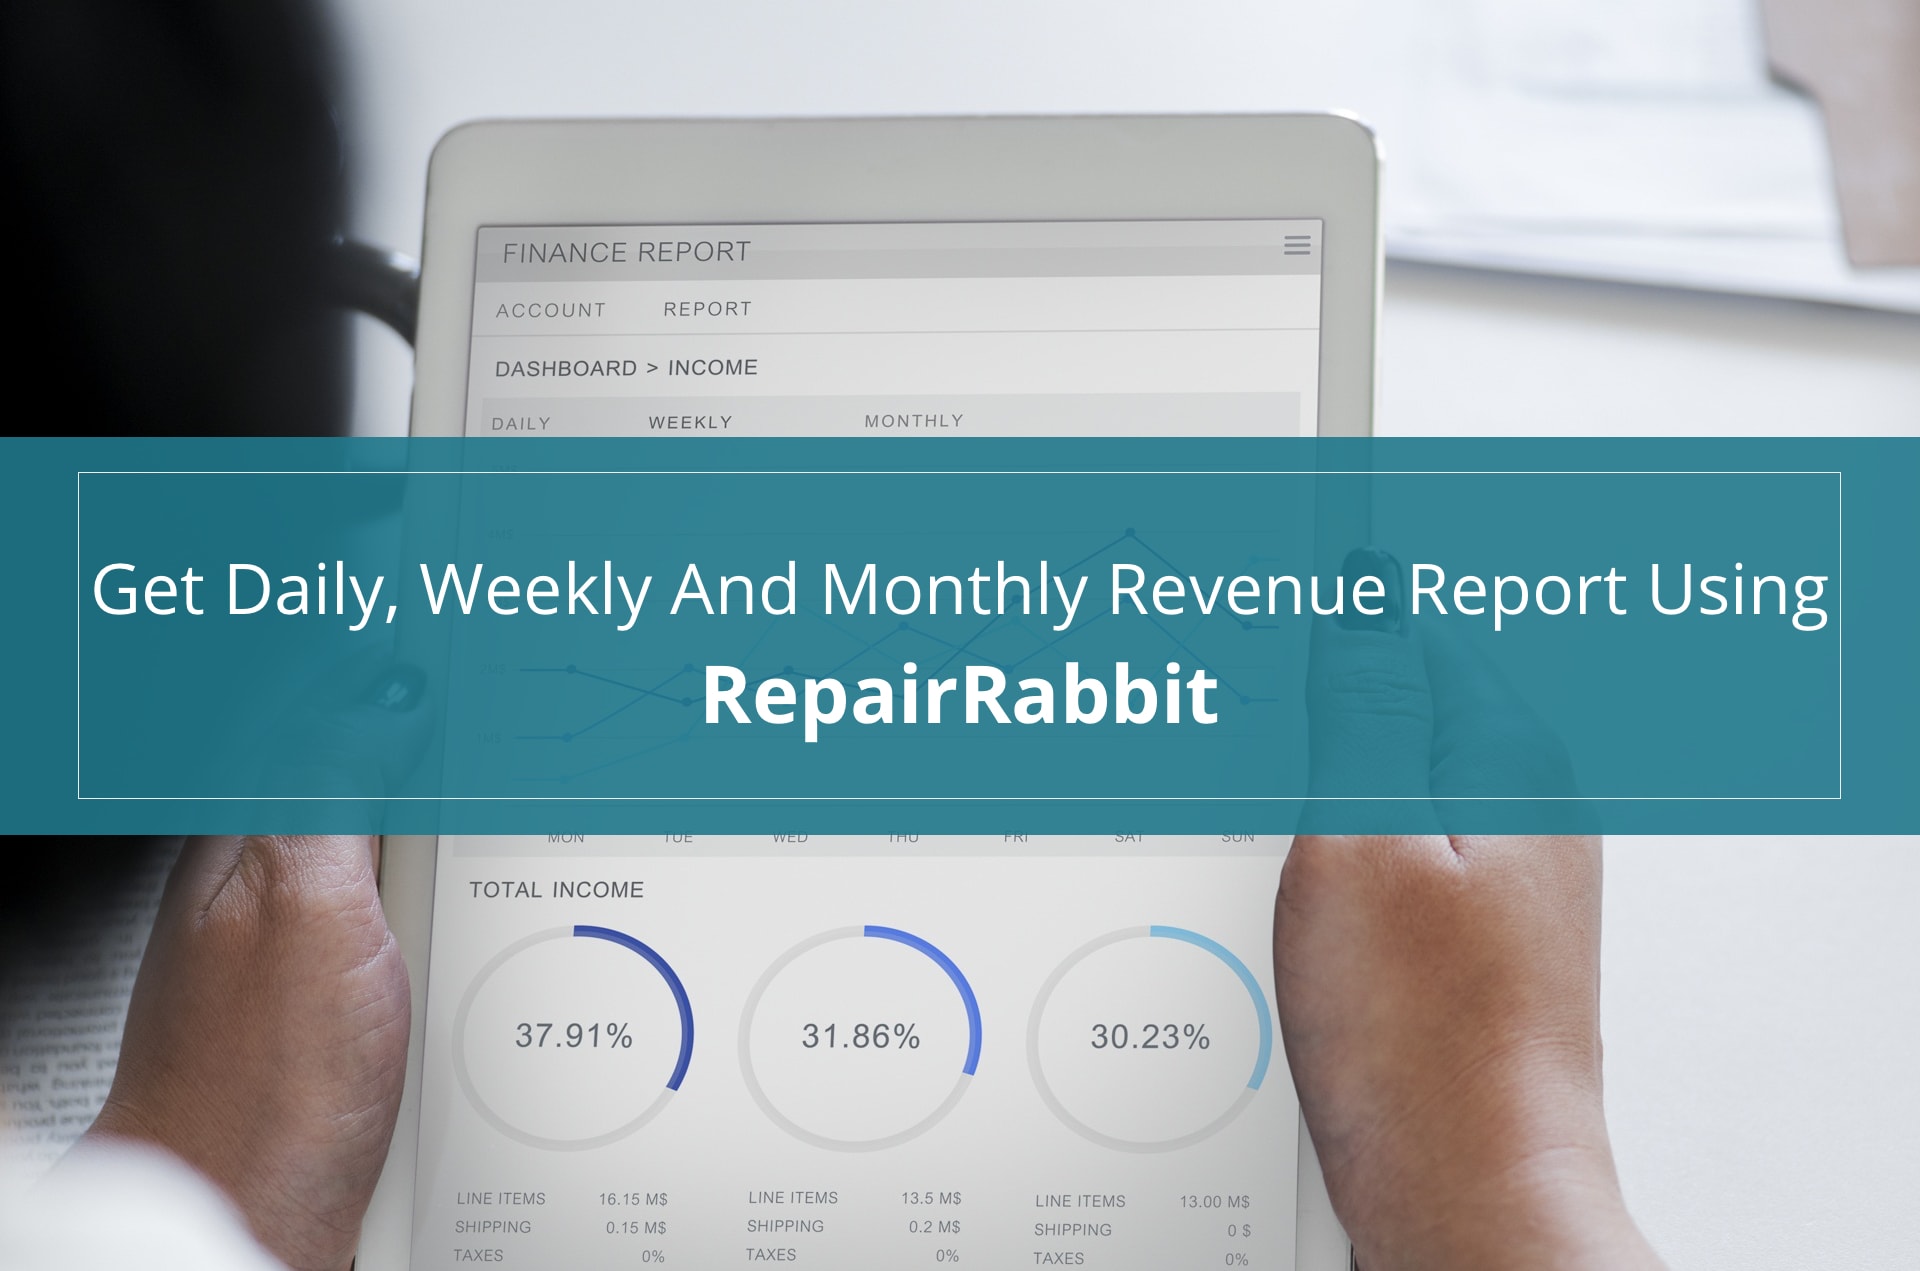 FINANCE REPORT
ACCOUNT REPORT
DASHBOARD > INCOME
DAILY WEEKLY MONTHLY
Get Daily, Weekly And Monthly Revenue Report Using
RepairRabbit
4M$
2M$
1M$
MON TUE WED THU FRI SAT SUN
TOTAL INCOME
37.91% 31.86% 30.23%
LINE ITEMS 16.15 M$ LINE ITEMS 13.5 M$ LINE ITEMS 13.00 M$
SHIPPING 0.15 M$ SHIPPING 0.2 M$ SHIPPING 0 $
TAXES 0% TAXES 0% TAXES 0%